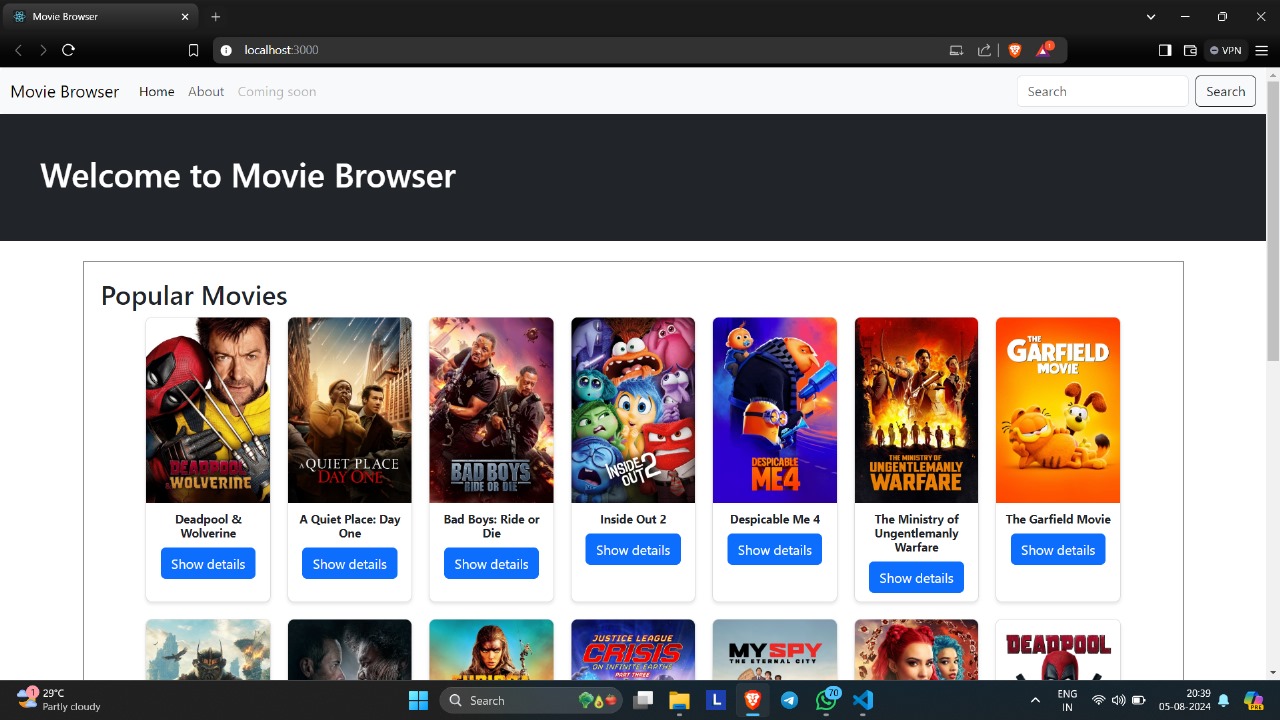 Movie Browser
localhost:3000
VPN
Movie Browser Home About Coming soon Search Search
Welcome to Movie Browser
Popular Movies
DEADPOOL
WOLVERINE
A QUIET PLACE
DAY ONE
BAD BOYS
RIDE OR DIE
INSIDE OUT 2
DESPICABLE
ME4
THE MINISTRY OF
UNGENTLEMANLY
WARFARE
THE
GARFIELD
MOVIE
Deadpool &
Wolverine
Show details
A Quiet Place: Day
One
Show details
Bad Boys: Ride or
Die
Show details
Inside Out 2
Show details
Despicable Me 4
Show details
The Ministry of
Ungentlemanly
Warfare
Show details
The Garfield Movie
Show details
FURIOSA
JUSTICE LEAGUE
CRISIS
ON INFINITE EARTHS
PART THREE
MY SPY
THE ETERNAL CITY
DEADPOOL
1
29°C
Partly cloudy
Search
L
70
ENG
IN
20:39
05-08-2024
PRE